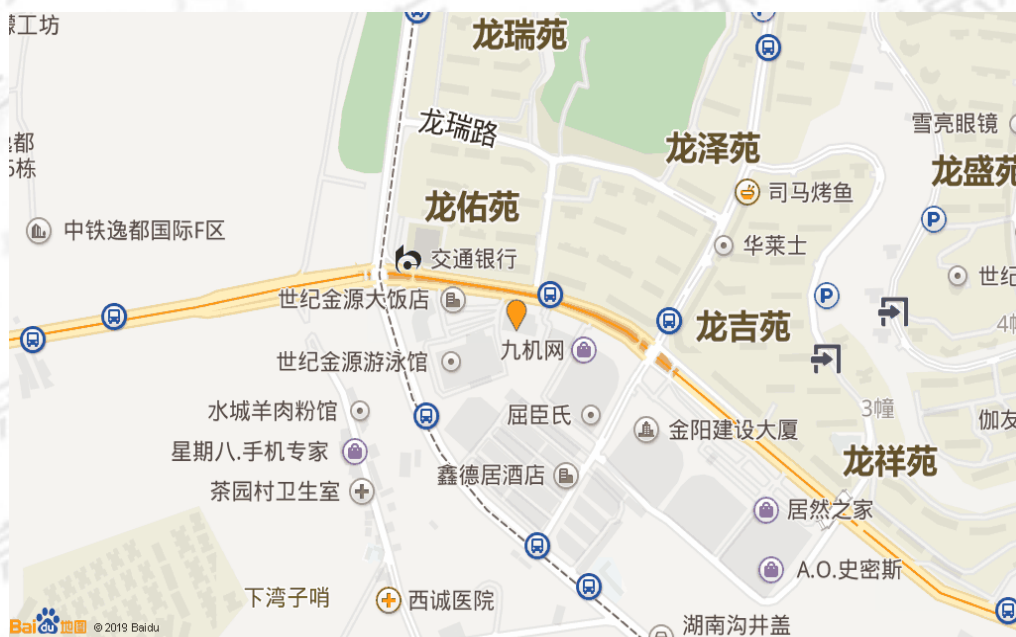 龙瑞苑
龙瑞路
龙泽苑
雪亮眼镜
龙盛苑
司马烤鱼
龙佑苑
中铁逸都国际F区
交通银行
华莱士
P
世纪金源大饭店
P
龙吉苑
九机网
世纪金源游泳馆
水城羊肉粉馆
屈臣氏
3幢
金阳建设大厦
星期八.手机专家
龙祥苑
鑫德居酒店
茶园村卫生室
居然之家
A.O.史密斯
下湾子哨
西诚医院
湖南沟井盖
Bai du 地图 © 2019 Baidu